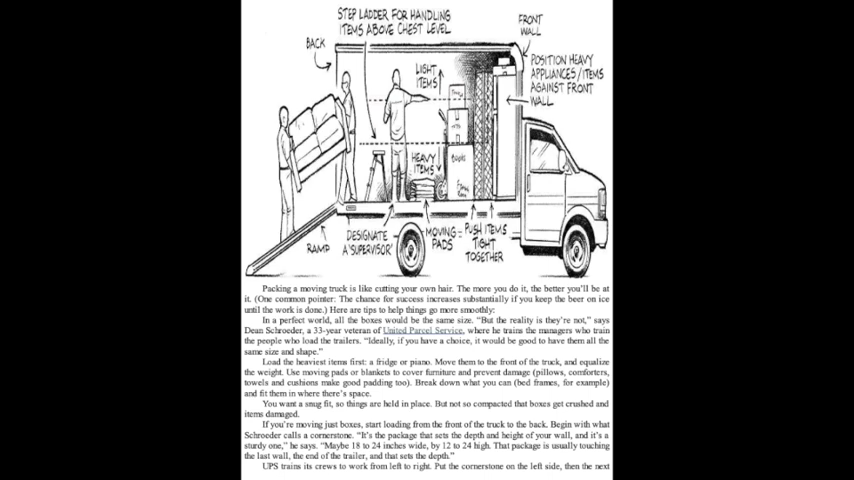 STEP LADDER FOR HANDLING
ITEMS ABOVE CHEST LEVEL
FRONT
WALL
BACK
POSITION HEAVY
APPLIANCES/ITEMS
AGAINST FRONT
WALL
LIGHT
ITEMS
HEAVY
ITEMS
BOOKS
RAMP
DESIGNATE
A 'SUPERVISOR'
MOVING
PADS
PUSH ITEMS
TIGHT
TOGETHER
Packing a moving truck is like cutting your own hair. The more you do it, the better you'll be at
it. (One common pointer: The chance for success increases substantially if you keep the beer on ice
until the work is done.) Here are tips to help things go more smoothly:
In a perfect world, all the boxes would be the same size. “But the reality is they're not,” says
Dean Schroeder, a 33-year veteran of United Parcel Service, where he trains the managers who train
the people who load the trailers. “Ideally, if you have a choice, it would be good to have them all the
same size and shape.”
Load the heaviest items first: a fridge or piano. Move them to the front of the truck, and equalize
the weight. Use moving pads or blankets to cover furniture and prevent damage (pillows, comforters,
towels and cushions make good padding too). Break down what you can (bed frames, for example)
and fit them in where there's space.
You want a snug fit, so things are held in place. But not so compacted that boxes get crushed and
items damaged.
If you're moving just boxes, start loading from the front of the truck to the back. Begin with what
Schroeder calls a cornerstone. “It's the package that sets the depth and height of your wall, and it's a
sturdy one,” he says. “Maybe 18 to 24 inches wide, by 12 to 24 high. That package is usually touching
the last wall, the end of the trailer, and that sets the depth.”
UPS trains its crews to work from left to right. Put the cornerstone on the left side, then the next